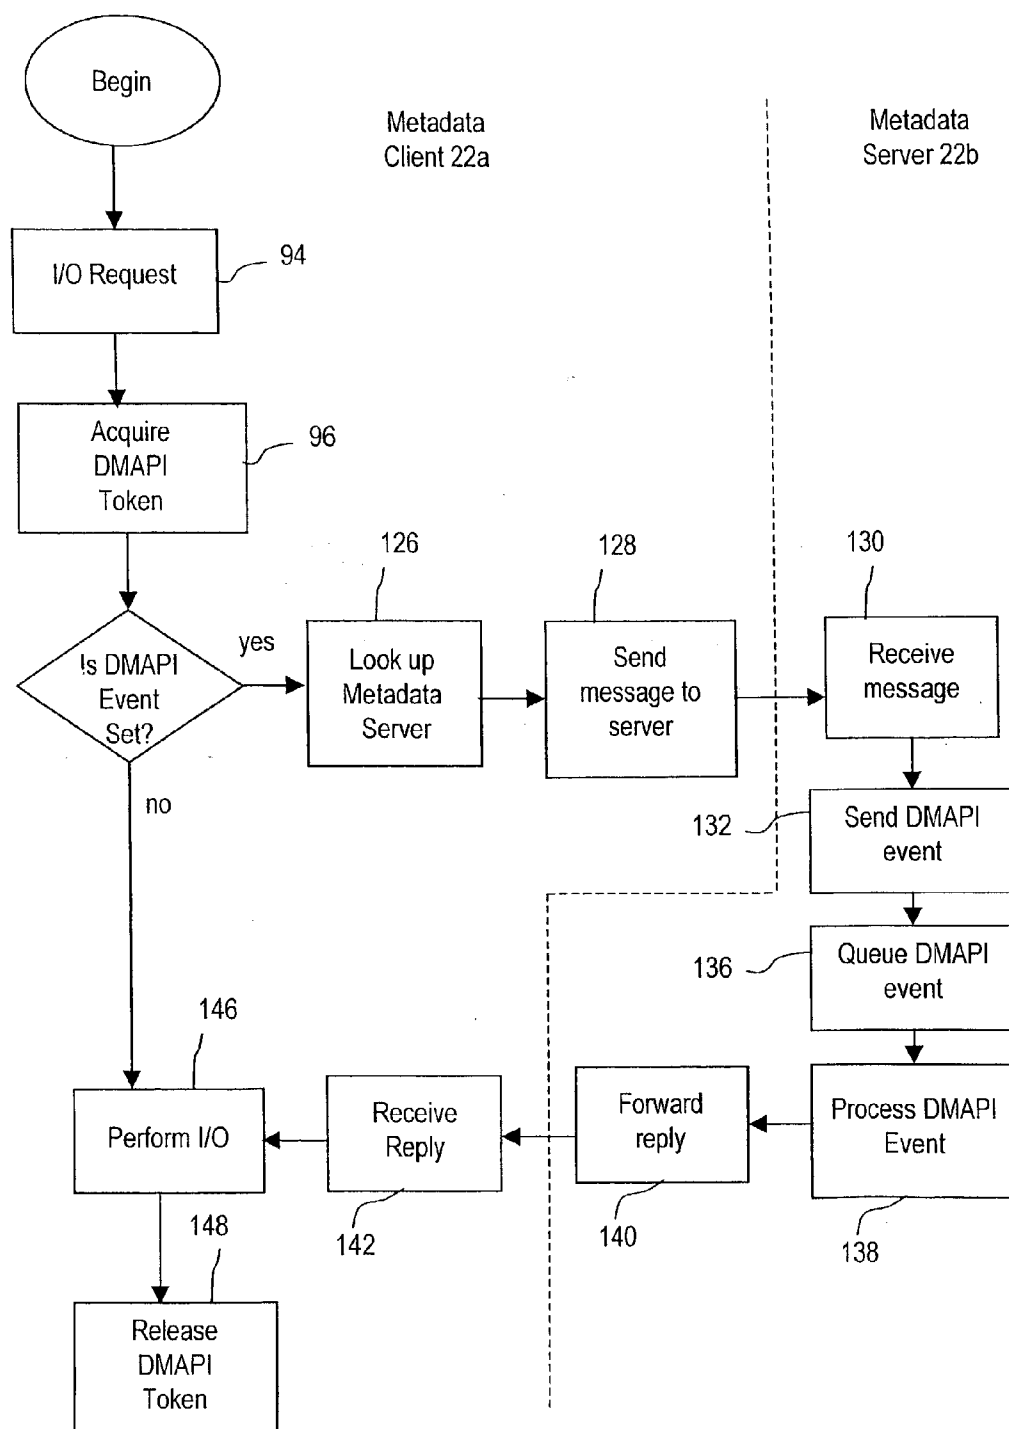 Begin
Metadata
Client 22a
Metadata
Server 22b
I/O Request
94
Acquire
DMAPI
Token
96
Is DMAPI
Event
Set?
yes
no
126
Look up
Metadata
Server
128
Send
message to
server
130
Receive
message
132
Send DMAPI
event
136
Queue DMAPI
event
146
Perform I/O
Receive
Reply
142
Forward
reply
140
Process DMAPI
Event
138
148
Release
DMAPI
Token